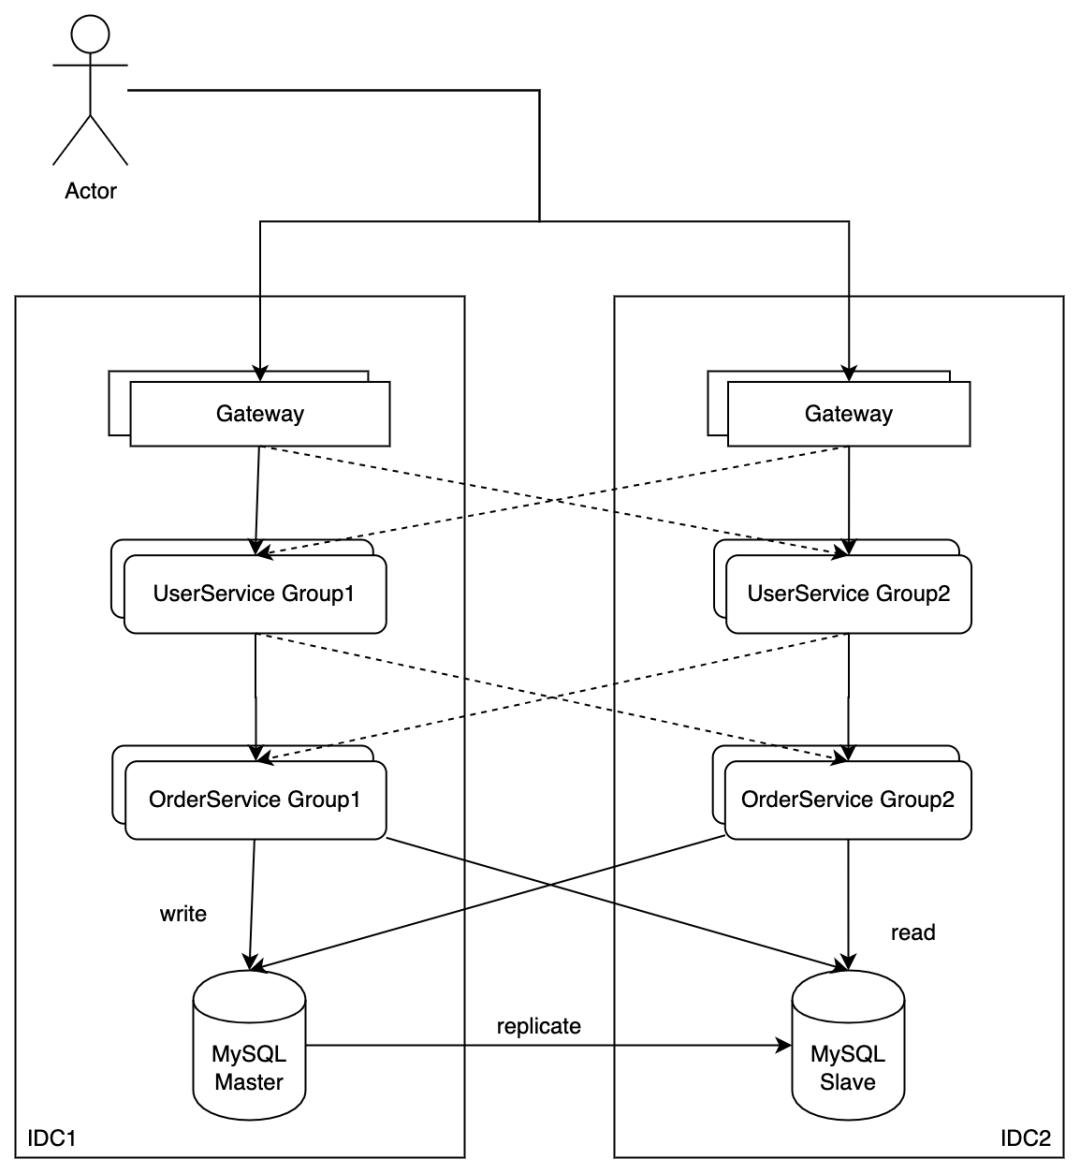 Actor
Gateway
Gateway
UserService Group1
UserService Group2
OrderService Group1
OrderService Group2
write
read
replicate
MySQL
Master
MySQL
Slave
IDC1
IDC2